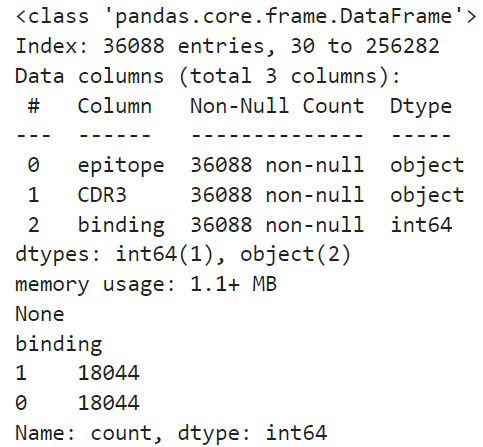 <class 'pandas.core.frame.DataFrame'>
Index: 36088 entries, 30 to 256282
Data columns (total 3 columns):
 #   Column    Non-Null Count  Dtype
---  ------    --------------  -----
 0   epitope   36088 non-null  object
 1   CDR3      36088 non-null  object
 2   binding   36088 non-null  int64
dtypes: int64(1), object(2)
memory usage: 1.1+ MB
None
binding
1    18044
0    18044
Name: count, dtype: int64